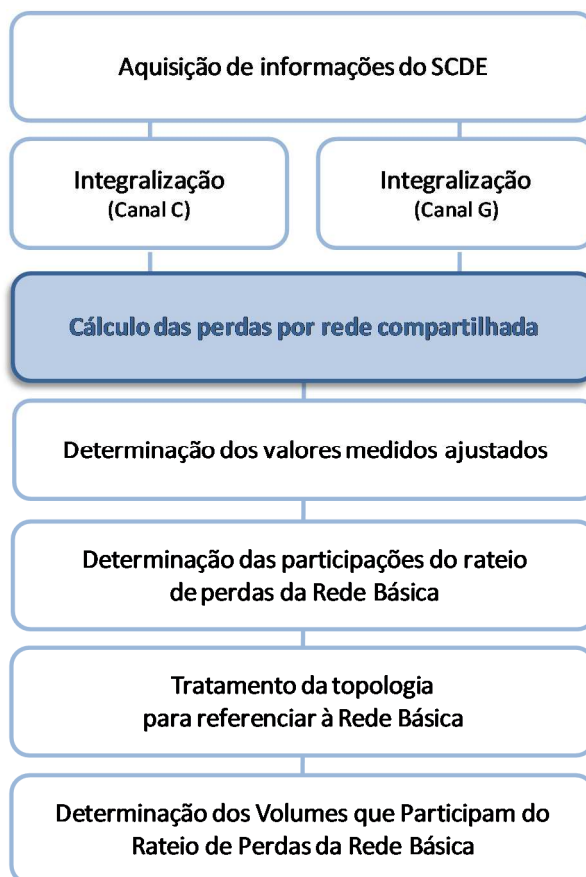 Aquisição de informações do SCDE
Integralização
(Canal C)
Integralização
(Canal G)
Cálculo das perdas por rede compartilhada
Determinação dos valores medidos ajustados
Determinação das participações do rateio
de perdas da Rede Básica
Tratamento da topologia
para referenciar à Rede Básica
Determinação dos Volumes que Participam do
Rateio de Perdas da Rede Básica